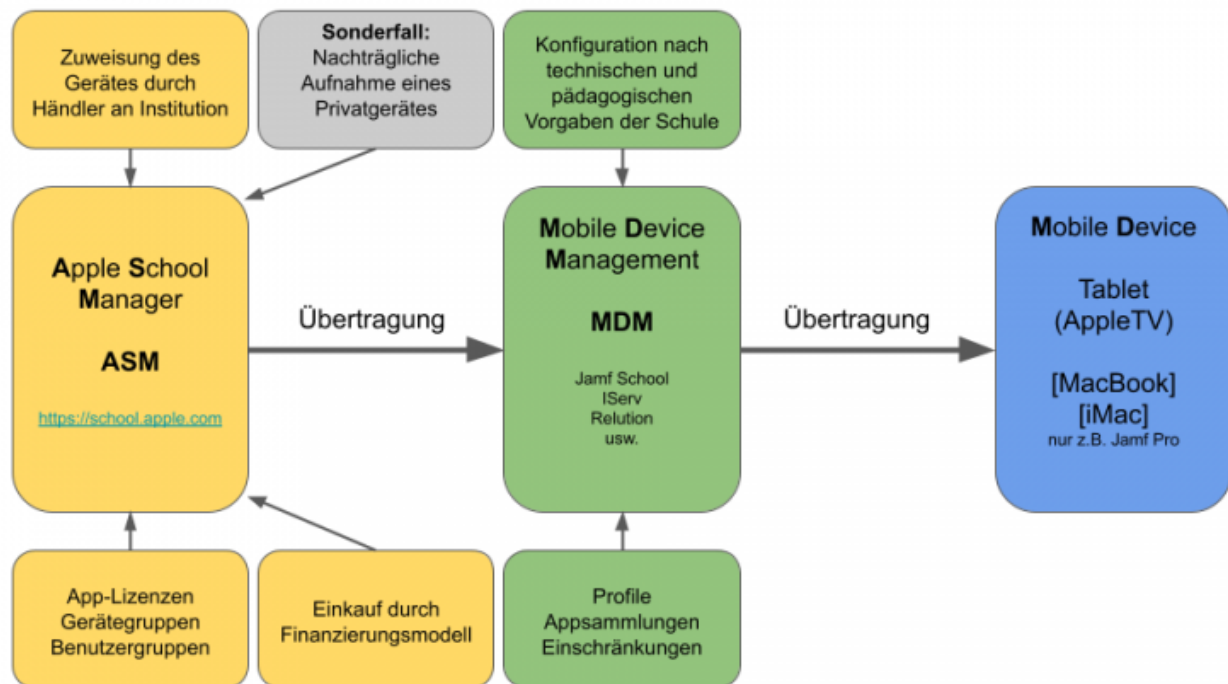 Zuweisung des
Gerätes durch
Händler an Institution
Sonderfall:
Nachträgliche
Aufnahme eines
Privatgerätes
Konfiguration nach
technischen und
pädagogischen
Vorgaben der Schule
Apple School
Manager
ASM
https://school.apple.com
Übertragung
Mobile Device
Management
MDM
Jamf School
IServ
Relution
usw.
Übertragung
Mobile Device
Tablet
(AppleTV)
[MacBook]
[iMac]
nur z.B. Jamf Pro
App-Lizenzen
Gerätegruppen
Benutzergruppen
Einkauf durch
Finanzierungsmodell
Profile
Appsammlungen
Einschränkungen